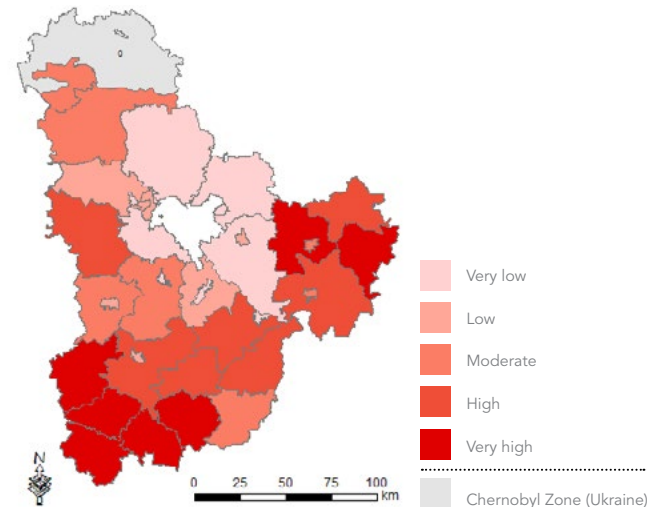 Very low
Low
Moderate
High
Very high
Chernobyl Zone (Ukraine)
N
0 25 50 75 100
km